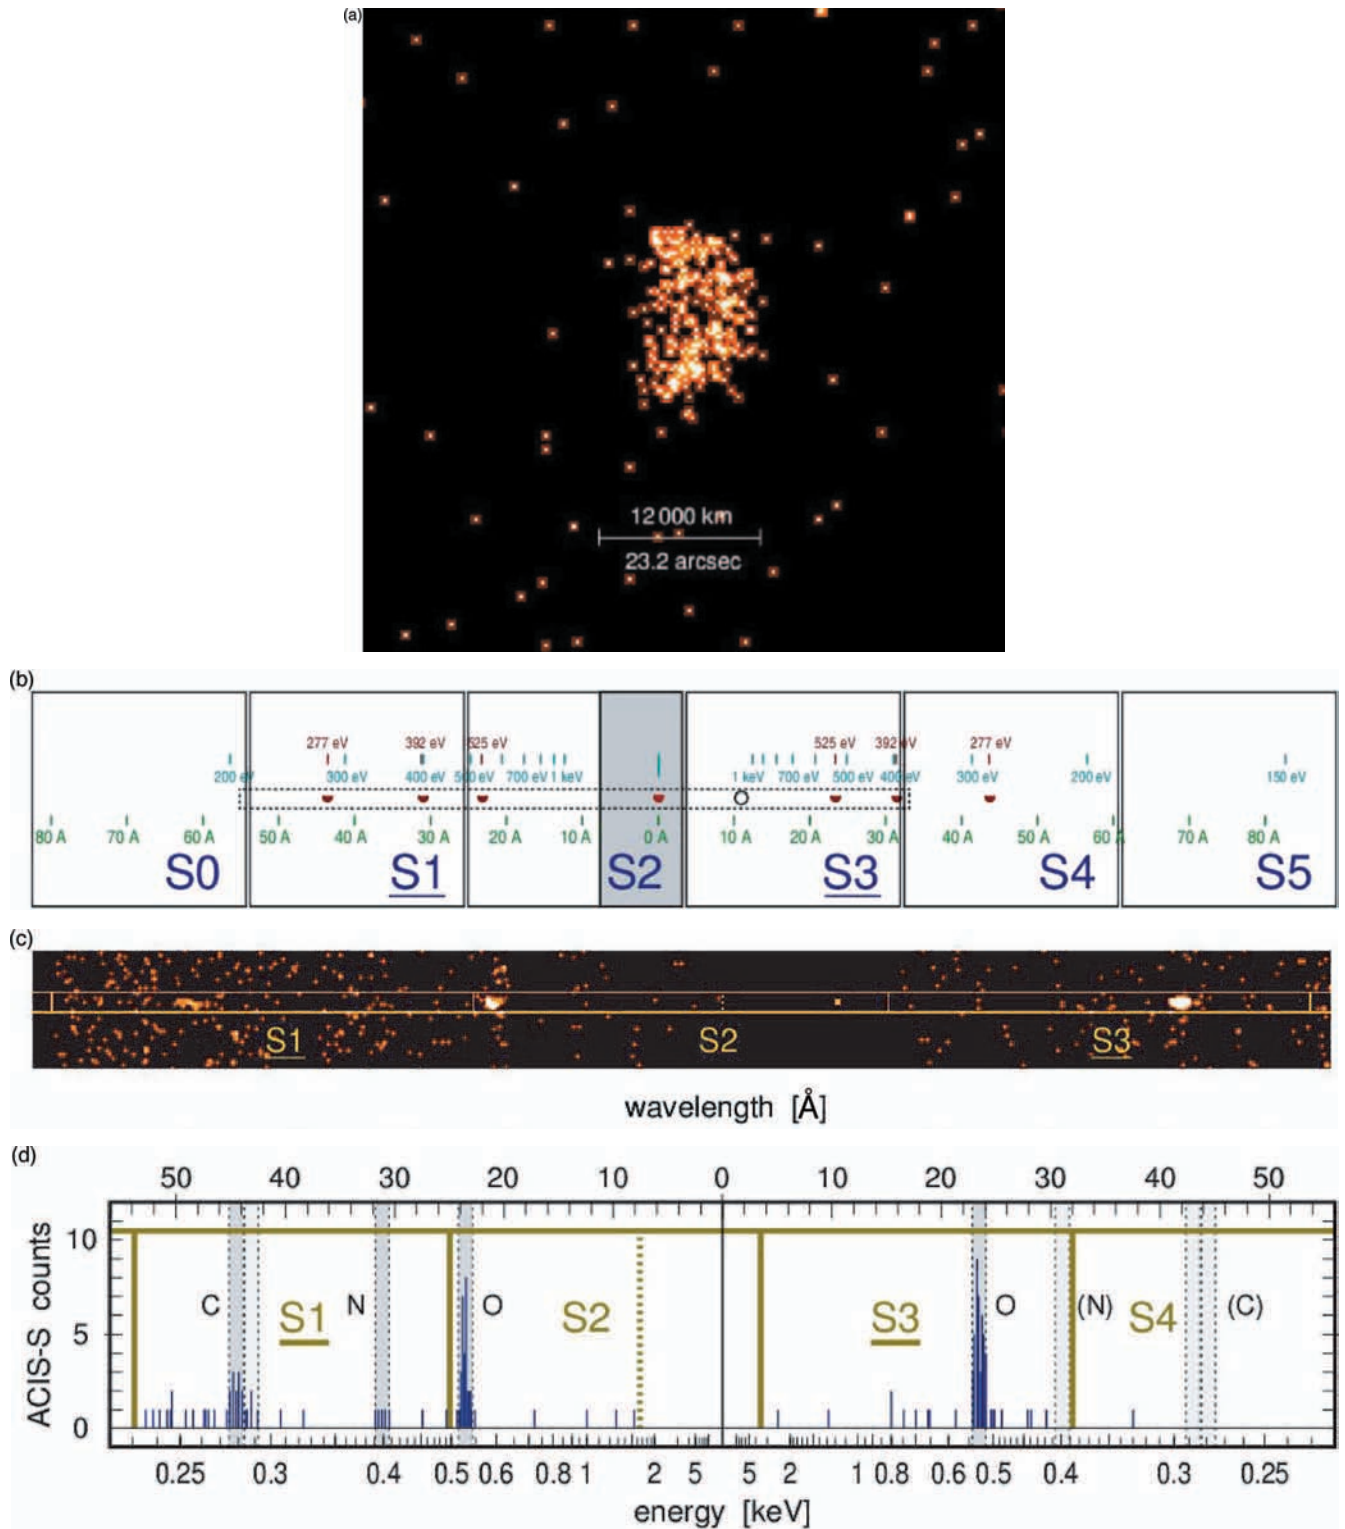 (a)
12 000 km
23.2 arcsec
(b)
277 eV 392 eV 525 eV 525 eV 392 eV 277 eV
200 eV 300 eV 400 eV 500 eV 700 eV 1 keV 1 keV 700 eV 500 eV 400 eV 300 eV 200 eV 150 eV
80 A 70 A 60 A 50 A 40 A 30 A 20 A 10 A 0 A 10 A 20 A 30 A 40 A 50 A 60 A 70 A 80 A
S0 S1 S2 S3 S4 S5
(c)
S1 S2 S3
wavelength [Å]
(d)
50 40 30 20 10 0 10 20 30 40 50
10
C N O O (N) (C)
S1 S2 S3 S4
5
0
ACIS-S counts
0.25 0.3 0.4 0.5 0.6 0.8 1 2 5 5 2 1 0.8 0.6 0.5 0.4 0.3 0.25
energy [keV]